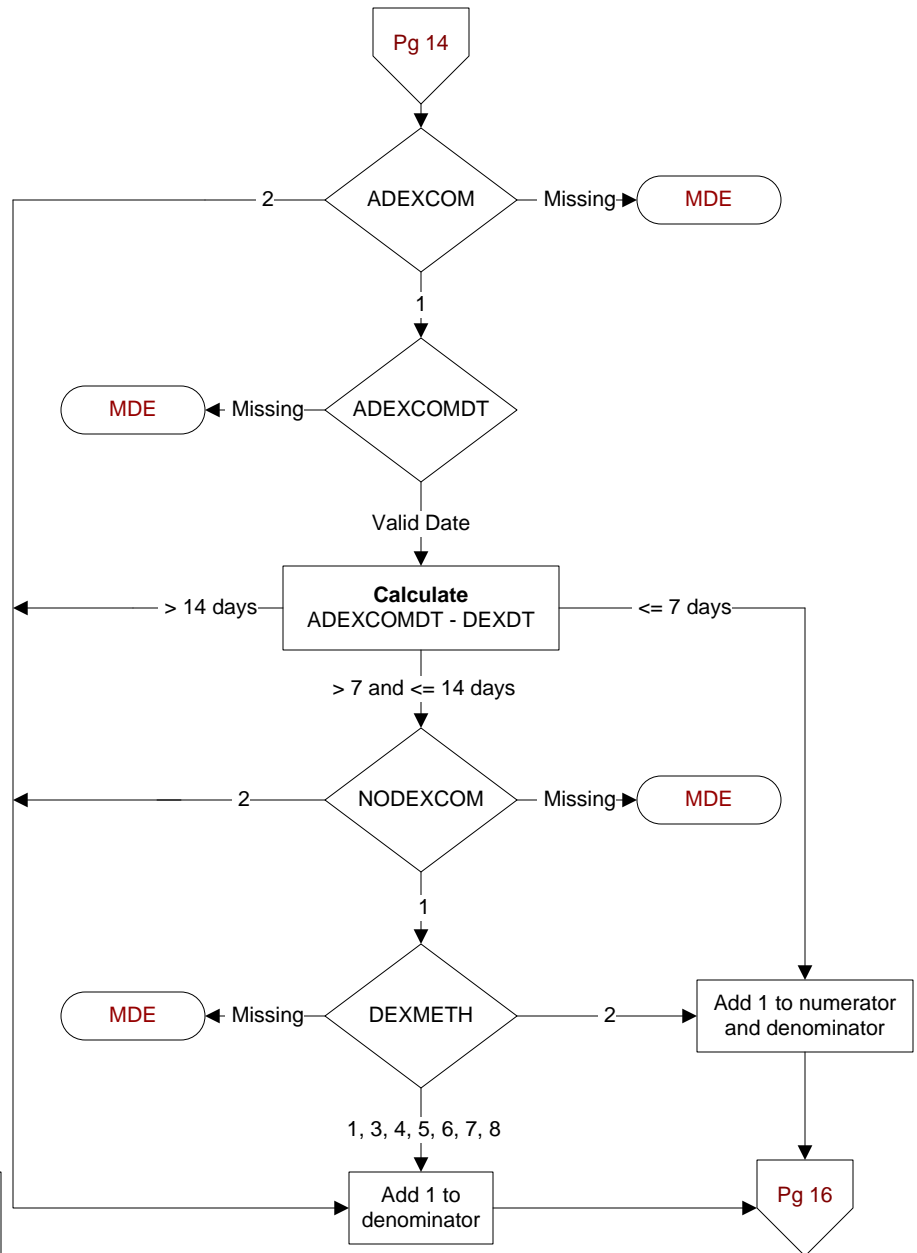 Pg 14
2
ADEXCOM
Missing
MDE
1
MDE
Missing
ADEXCOMDT
Valid Date
> 14 days
Calculate
ADEXCOMDT - DEXDT
<= 7 days
> 7 and <= 14 days
2
NODEXCOM
Missing
MDE
1
MDE
Missing
DEXMETH
2
Add 1 to numerator
and denominator
1, 3, 4, 5, 6, 7, 8
Add 1 to
denominator
Pg 16